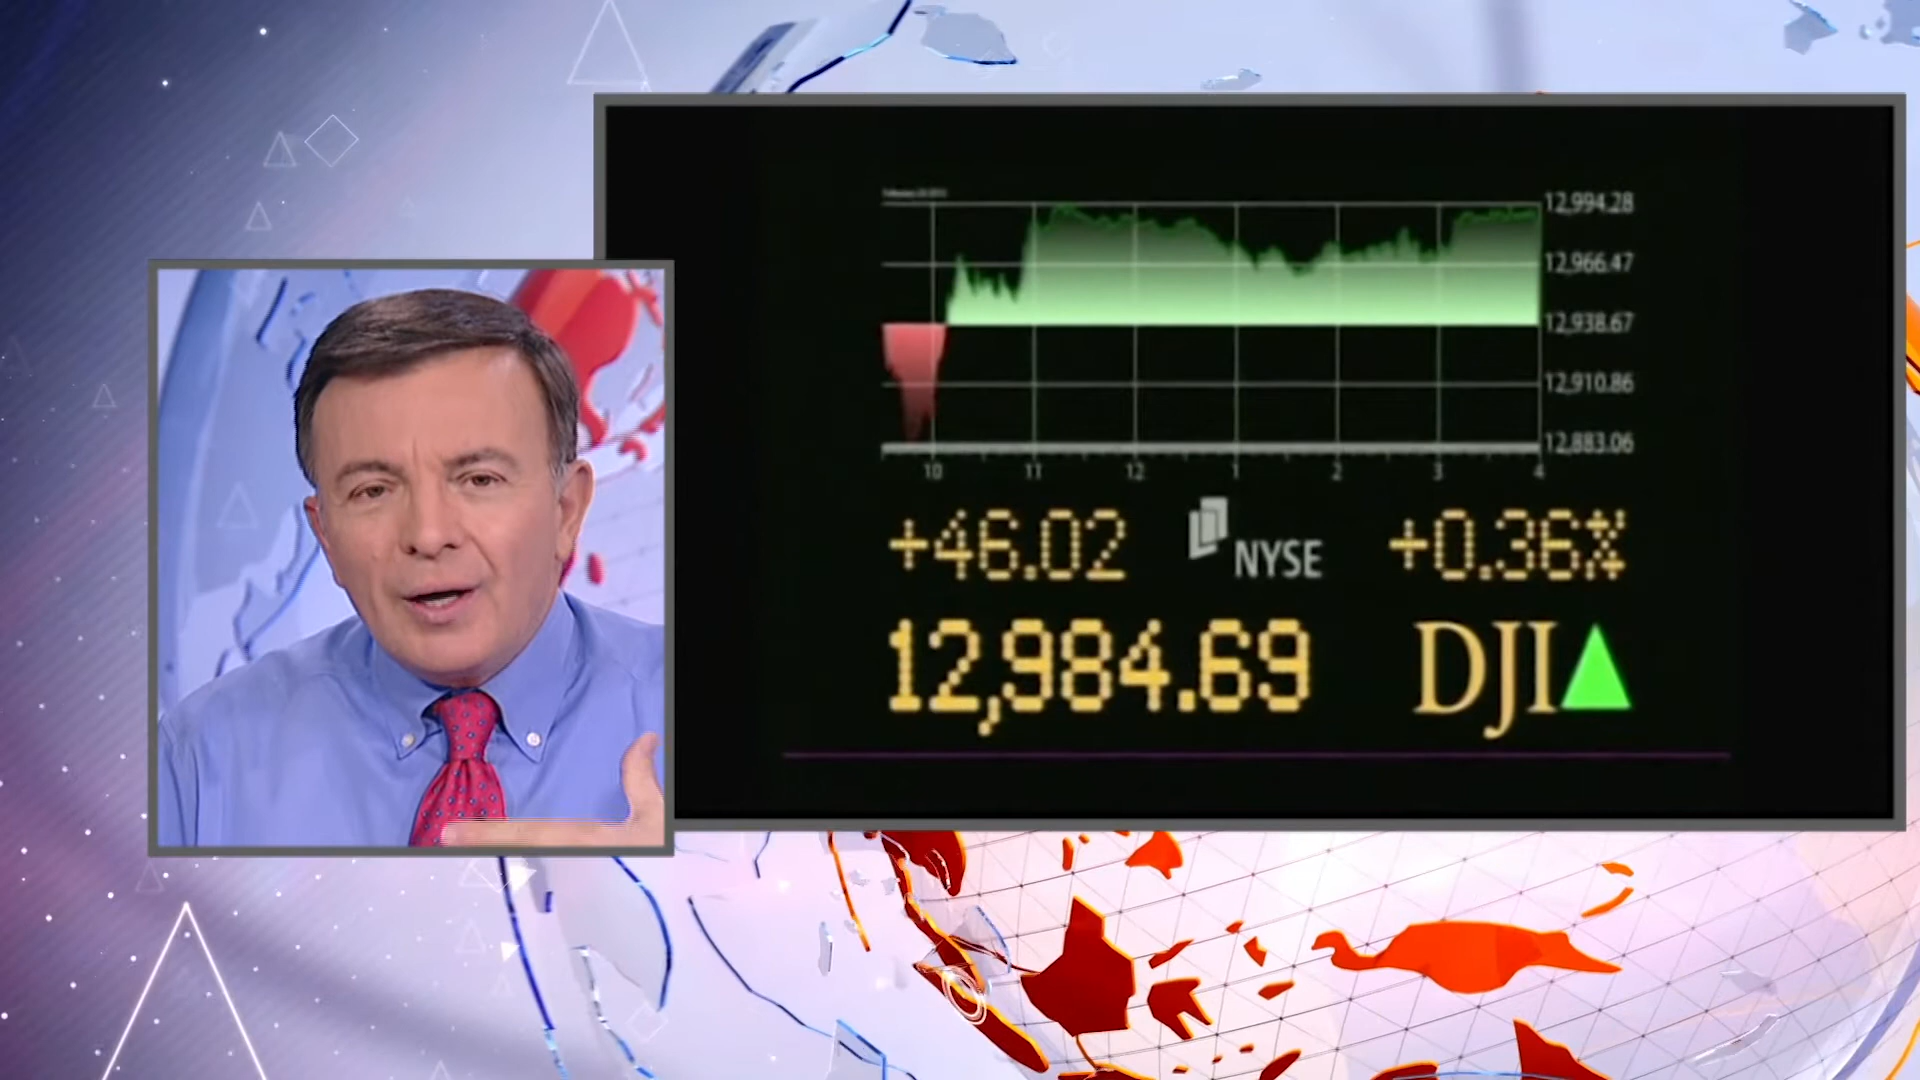 12,994.28
12,966.47
12,938.67
12,910.86
12,883.06
10 11 12 1 2 3 4
+46.02 NYSE +0.36%
12,984.69 DJI